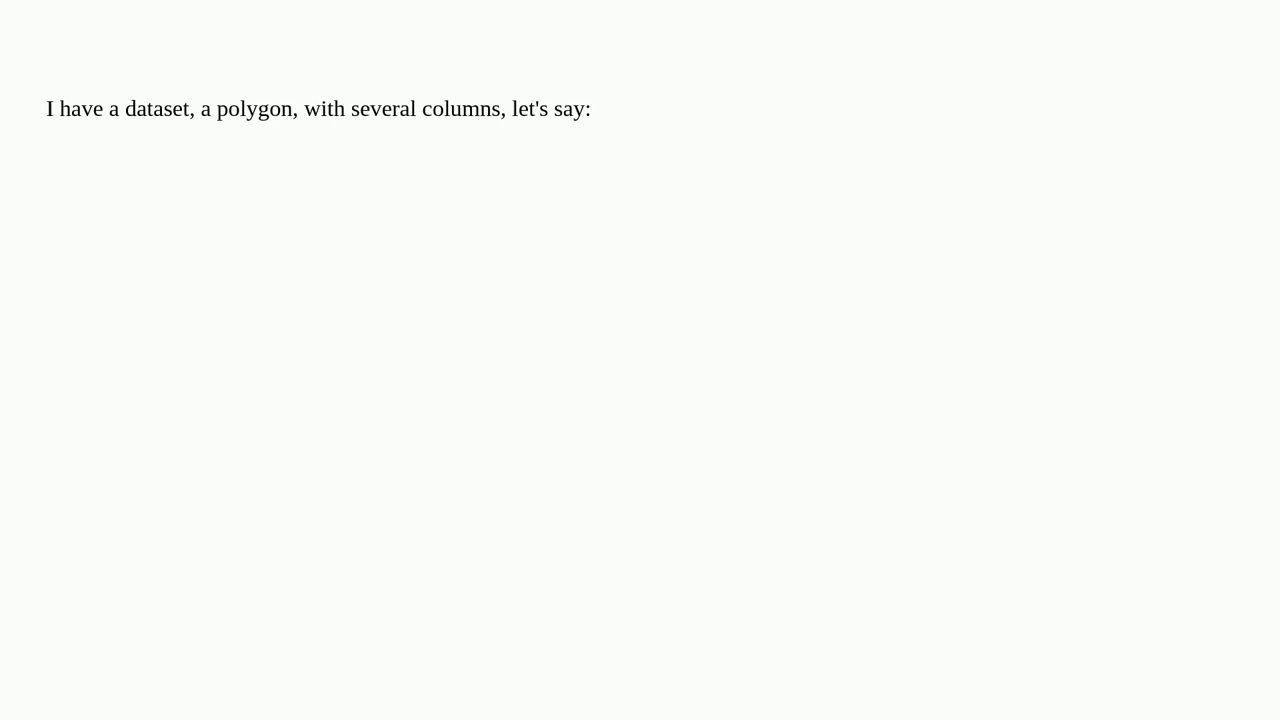 I have a dataset, a polygon, with several columns, let's say: